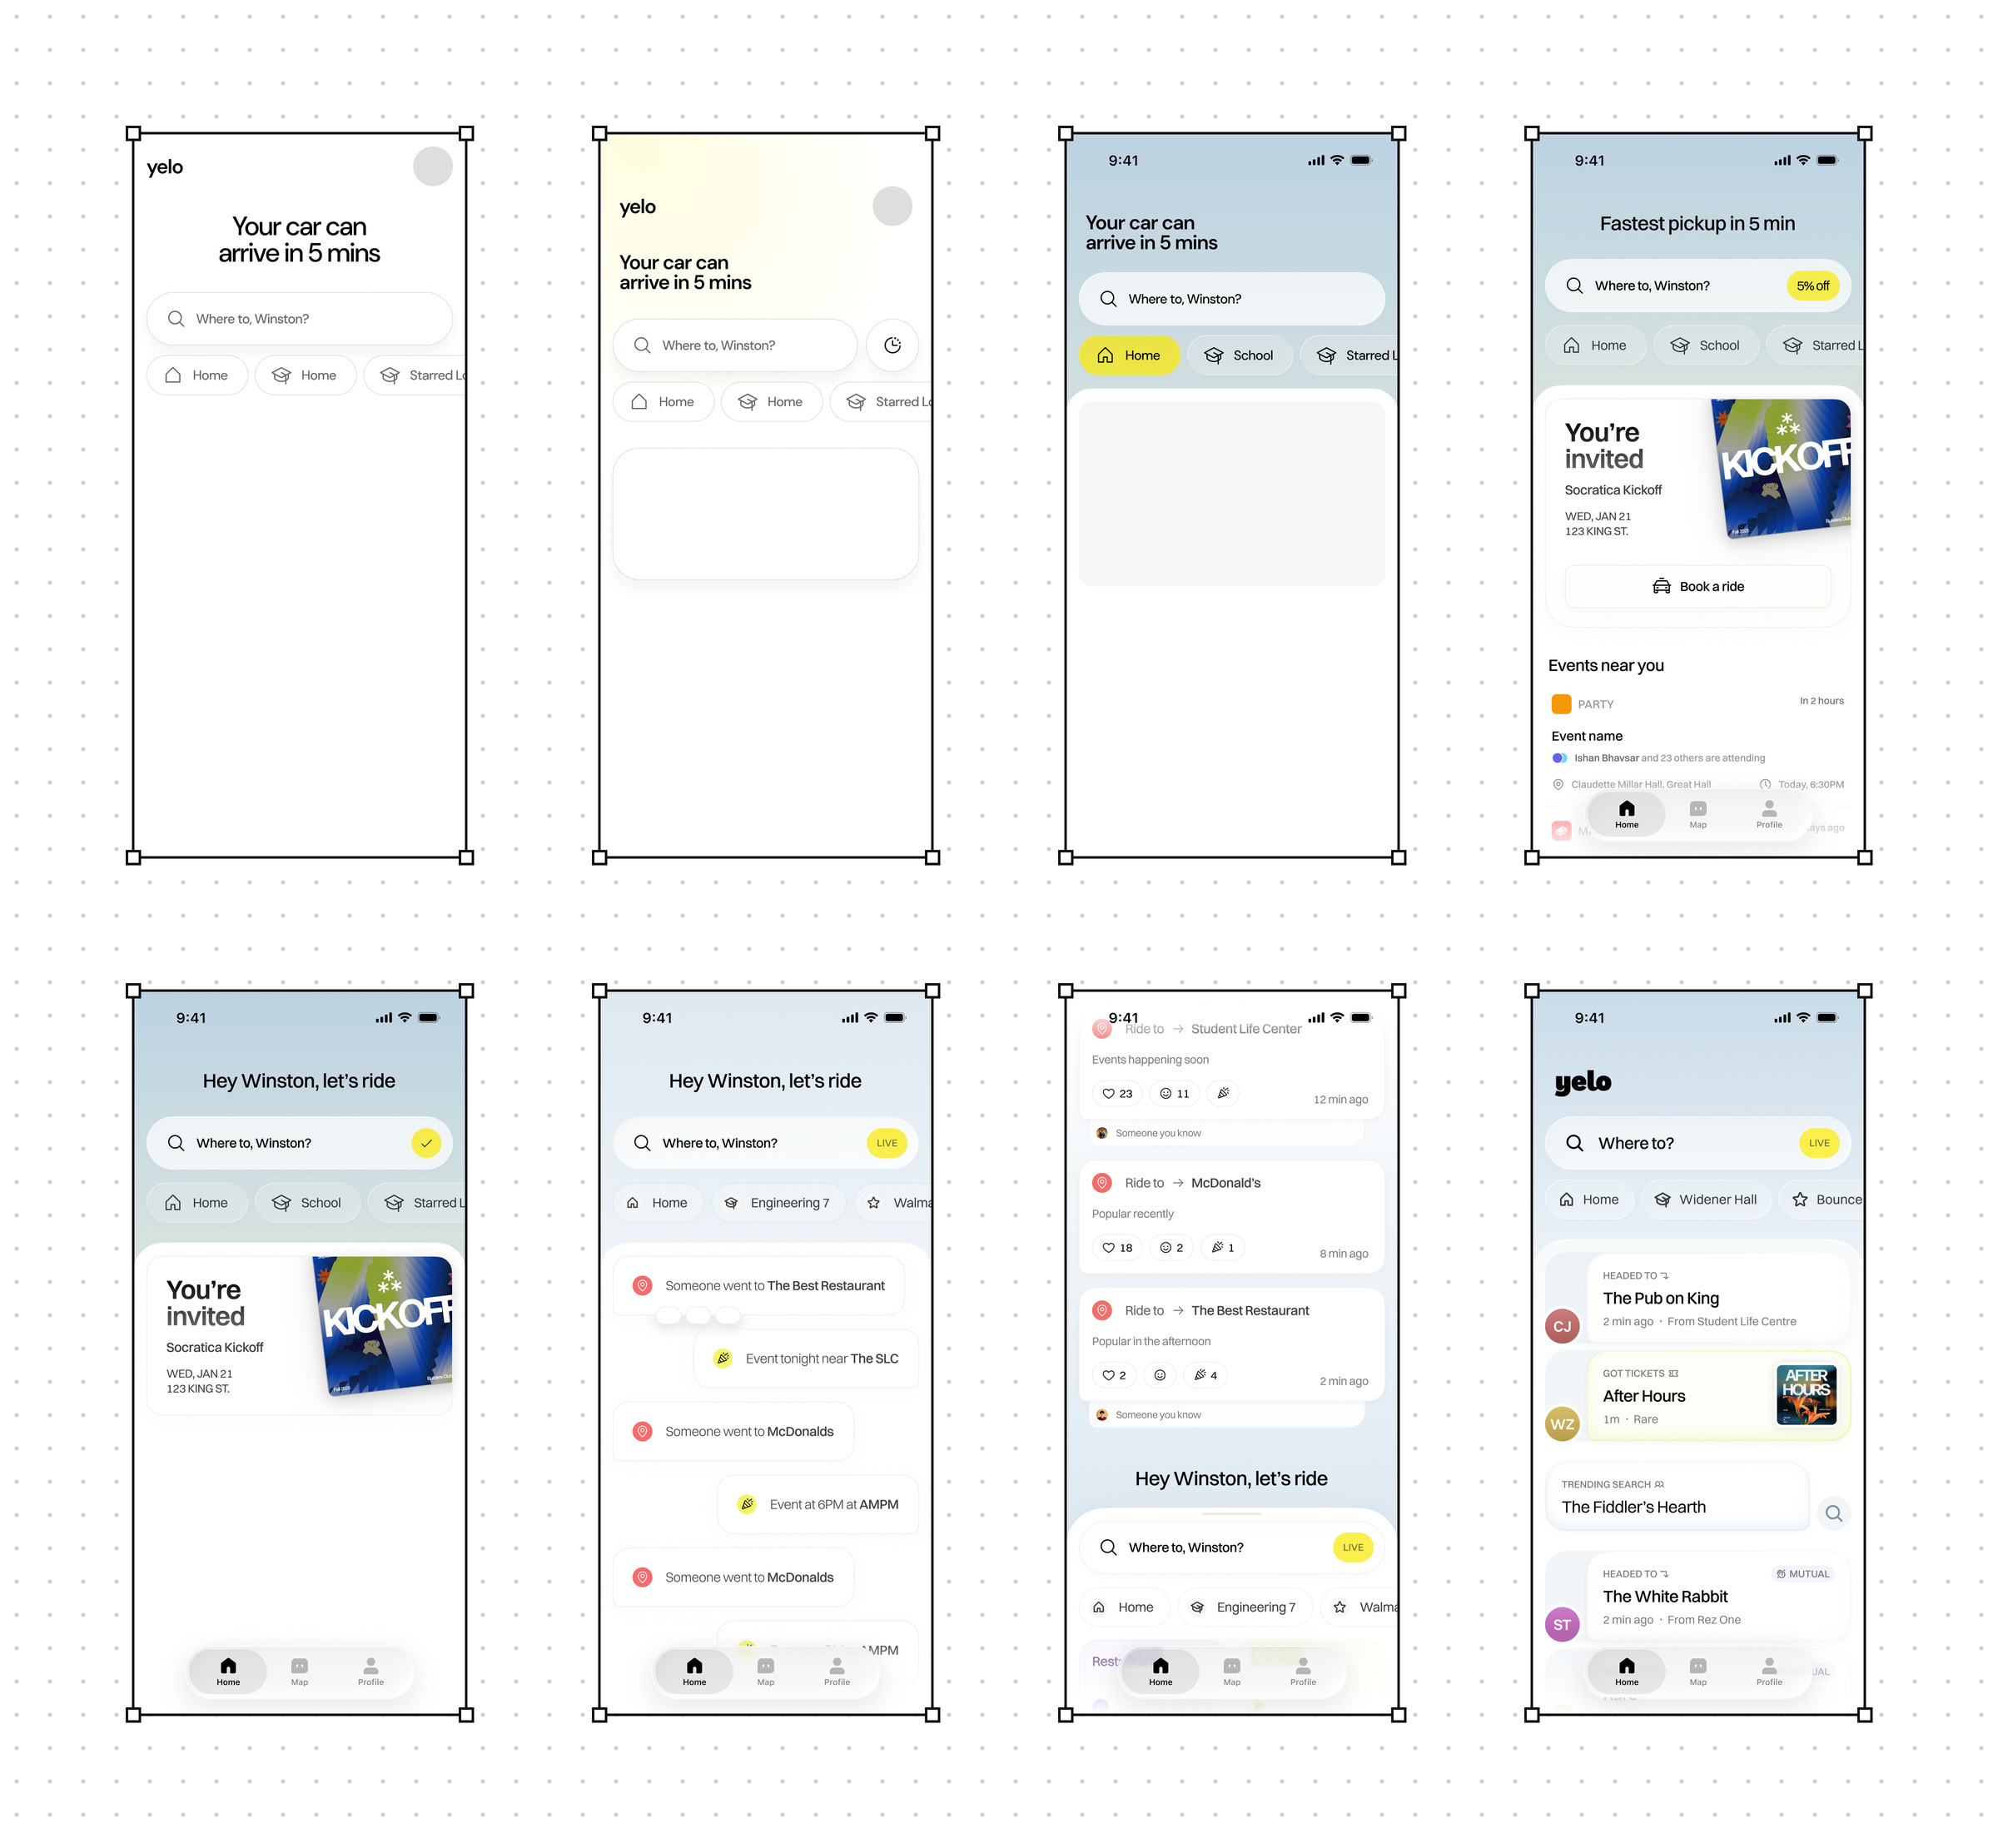 yelo
Your car can
arrive in 5 mins
Where to, Winston?
Home
Home
Starred Lo
yelo
Your car can
arrive in 5 mins
Where to, Winston?
Home
Home
Starred Lo
9:41
Your car can
arrive in 5 mins
Where to, Winston?
Home
School
Starred L
9:41
Fastest pickup in 5 min
Where to, Winston?
5% off
Home
School
Starred L
You're
invited
Socratica Kickoff
WED, JAN 21
123 KING ST.
KICKOFF
Book a ride
Events near you
PARTY
In 2 hours
Event name
Ishan Bhavsar and 23 others are attending
Claudette Millar Hall, Great Hall
Today, 6:30PM
ays ago
Home
Map
Profile
9:41
Hey Winston, let's ride
Where to, Winston?
Home
School
Starred L
You're
invited
Socratica Kickoff
WED, JAN 21
123 KING ST.
KICKOFF
Home
Map
Profile
9:41
Hey Winston, let's ride
Where to, Winston?
LIVE
Home
Engineering 7
Walma
Someone went to The Best Restaurant
Event tonight near The SLC
Someone went to McDonalds
Event at 6PM at AMPM
Someone went to McDonalds
AMPM
Home
Map
Profile
9:41
Ride to → Student Life Center
Events happening soon
23
11
12 min ago
Someone you know
Ride to → McDonald's
Popular recently
18
2
1
8 min ago
Ride to → The Best Restaurant
Popular in the afternoon
2
4
2 min ago
Someone you know
Hey Winston, let's ride
Where to, Winston?
LIVE
Home
Engineering 7
Walma
Rest
Home
Map
Profile
9:41
yelo
Where to?
LIVE
Home
Widener Hall
Bounce
HEADED TO
The Pub on King
2 min ago · From Student Life Centre
CJ
GOT TICKETS
After Hours
1m · Rare
WZ
AFTER
HOURS
TRENDING SEARCH
The Fiddler's Hearth
HEADED TO
MUTUAL
The White Rabbit
2 min ago · From Rez One
ST
UAL
Home
Map
Profile